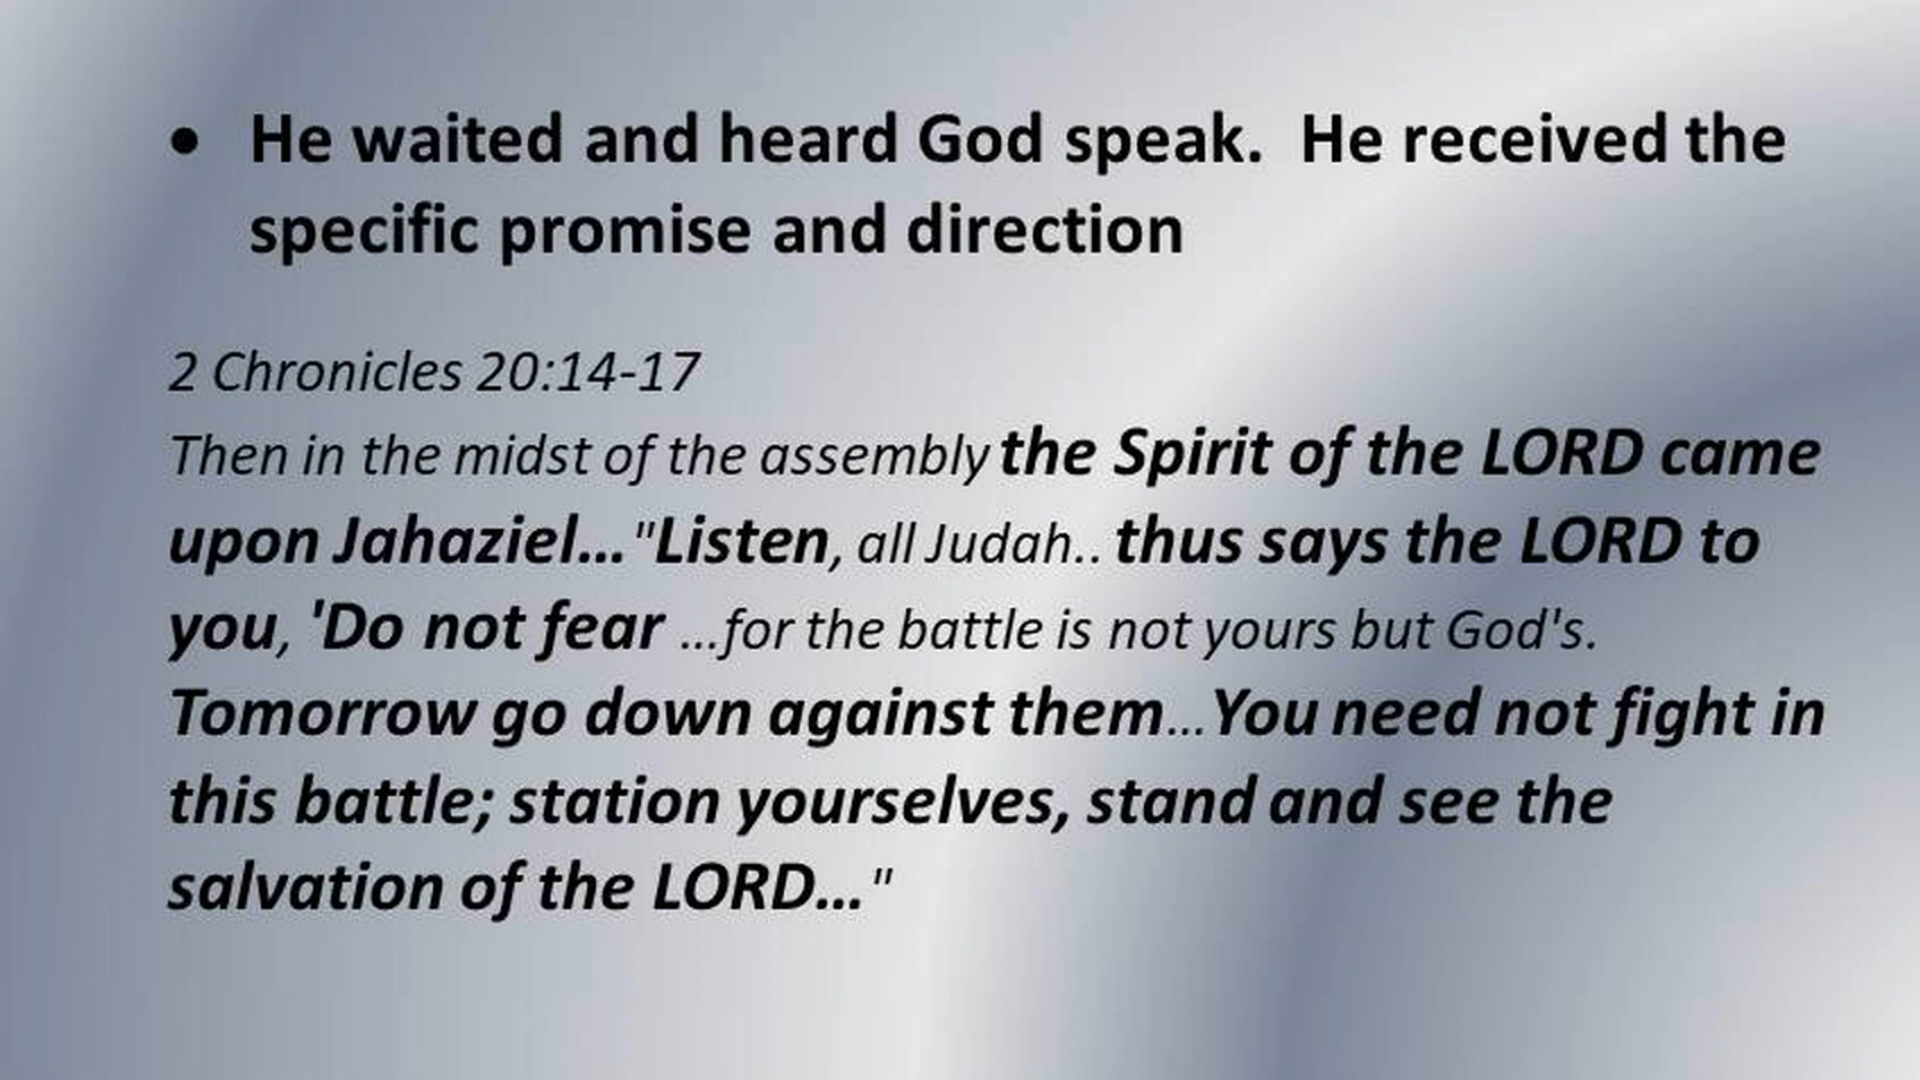 • He waited and heard God speak.  He received the
specific promise and direction
2 Chronicles 20:14-17
Then in the midst of the assembly the Spirit of the LORD came
upon Jahaziel..."Listen, all Judah.. thus says the LORD to
you, 'Do not fear ...for the battle is not yours but God's.
Tomorrow go down against them...You need not fight in
this battle; station yourselves, stand and see the
salvation of the LORD..."